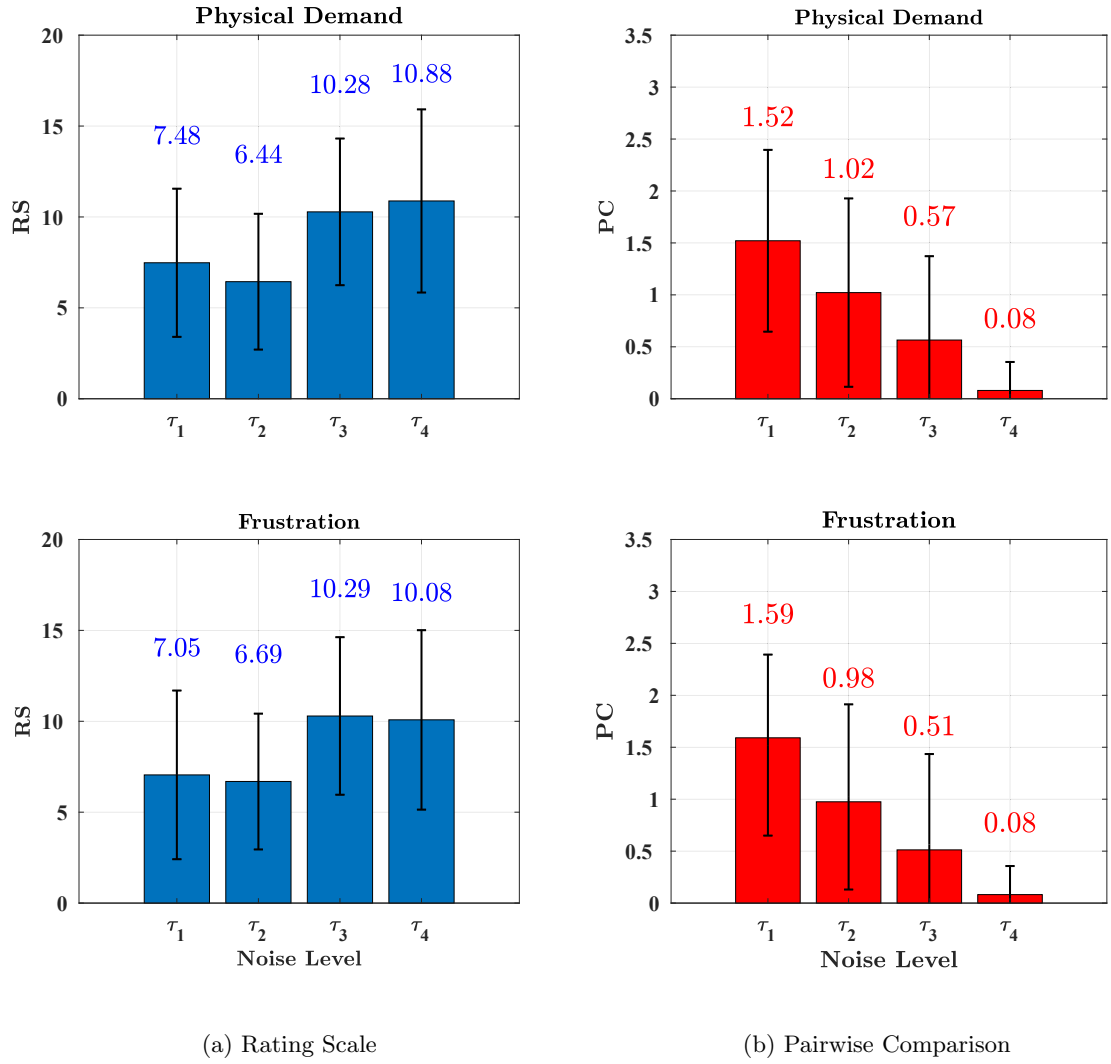 Physical Demand
20
15
10
5
0
RS
7.48
6.44
10.28
10.88
τ1 τ2 τ3 τ4
Physical Demand
3.5
3
2.5
2
1.5
1
0.5
0
PC
1.52
1.02
0.57
0.08
τ1 τ2 τ3 τ4
Frustration
20
15
10
5
0
RS
7.05
6.69
10.29
10.08
τ1 τ2 τ3 τ4
Noise Level
Frustration
3.5
3
2.5
2
1.5
1
0.5
0
PC
1.59
0.98
0.51
0.08
τ1 τ2 τ3 τ4
Noise Level
(a) Rating Scale
(b) Pairwise Comparison